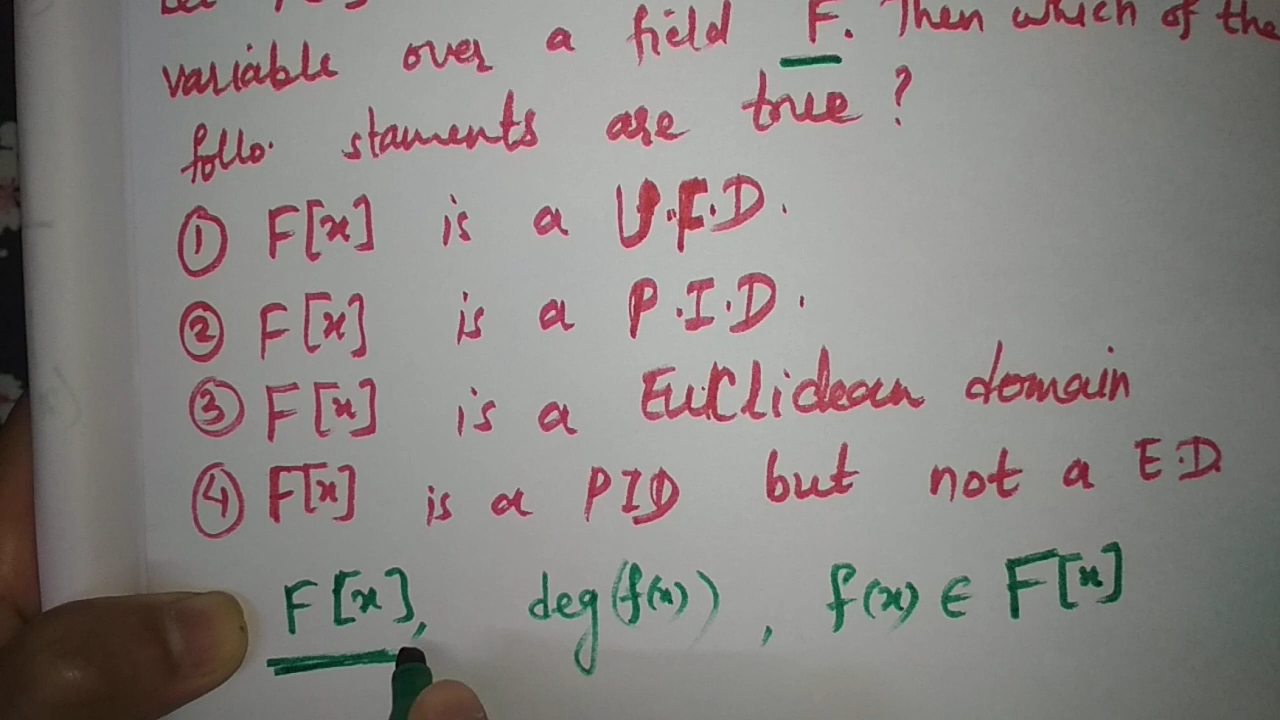 variable over a field F. Then which of the
follo. staments are true?
① F[x] is a U.F.D.
② F[x] is a P.I.D.
③ F[x] is a Euclidean domain
④ F[x] is a PID but not a E.D
F[x], deg(f(x)), f(x) ∈ F[x]